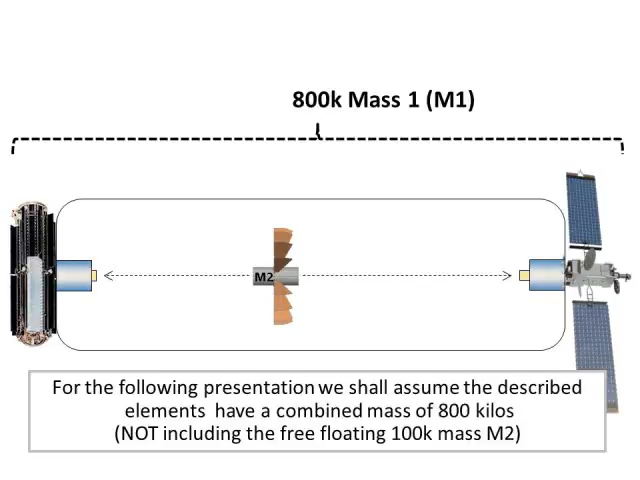 800k Mass 1 (M1)
M2
For the following presentation we shall assume the described
elements have a combined mass of 800 kilos
(NOT including the free floating 100k mass M2)